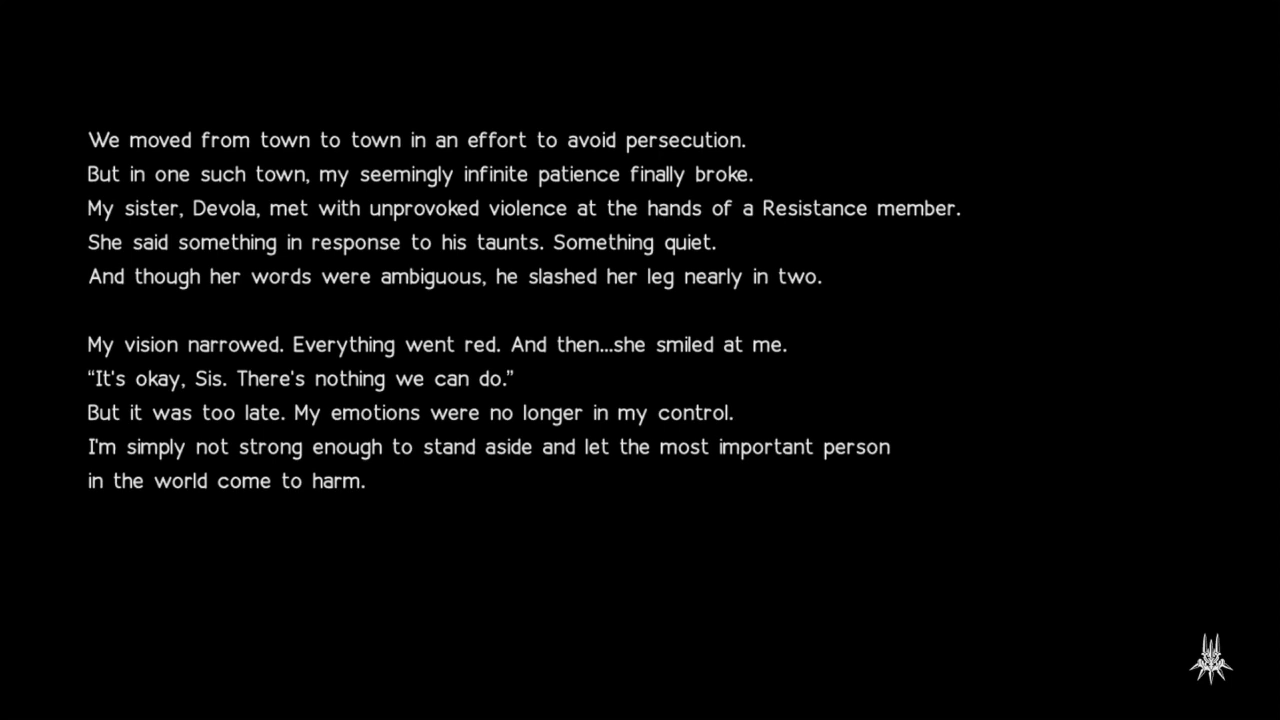 We moved from town to town in an effort to avoid persecution.
But in one such town, my seemingly infinite patience finally broke.
My sister, Devola, met with unprovoked violence at the hands of a Resistance member.
She said something in response to his taunts. Something quiet.
And though her words were ambiguous, he slashed her leg nearly in two.
My vision narrowed. Everything went red. And then...she smiled at me.
“It's okay, Sis. There's nothing we can do.”
But it was too late. My emotions were no longer in my control.
I'm simply not strong enough to stand aside and let the most important person
in the world come to harm.